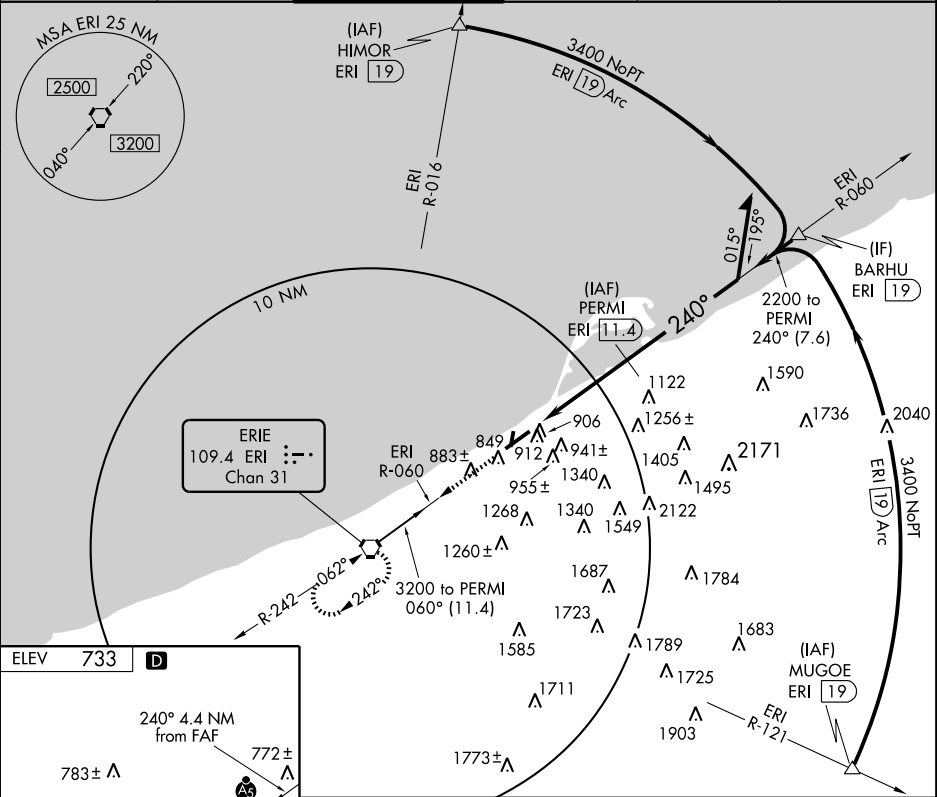 MSA ERI 25 NM
2500
220°
3200
040°
(IAF)
HIMOR
ERI 19
3400 NoPT
ERI 19 Arc
ERI
R-016
ERI
R-060
015°
195°
(IF)
BARHU
ERI 19
2200 to
PERMI
240° (7.6)
240°
(IAF)
PERMI
ERI 11.4
10 NM
1122
1590
1256±
1736
2040
906
849
912
941±
883±
955±
1405
2171
1340
1495
3400 NoPT
ERI 19 Arc
ERIE
109.4 ERI
Chan 31
ERI
R-060
1268
1340
1549
2122
1260±
R-242
062°
242°
3200 to PERMI
060° (11.4)
1687
1784
1723
1585
1789
1683
1725
(IAF)
MUGOE
ERI 19
1711
1903
ERI
R-121
1773±
ELEV 733 D
240° 4.4 NM
from FAF
783±
772±
A5